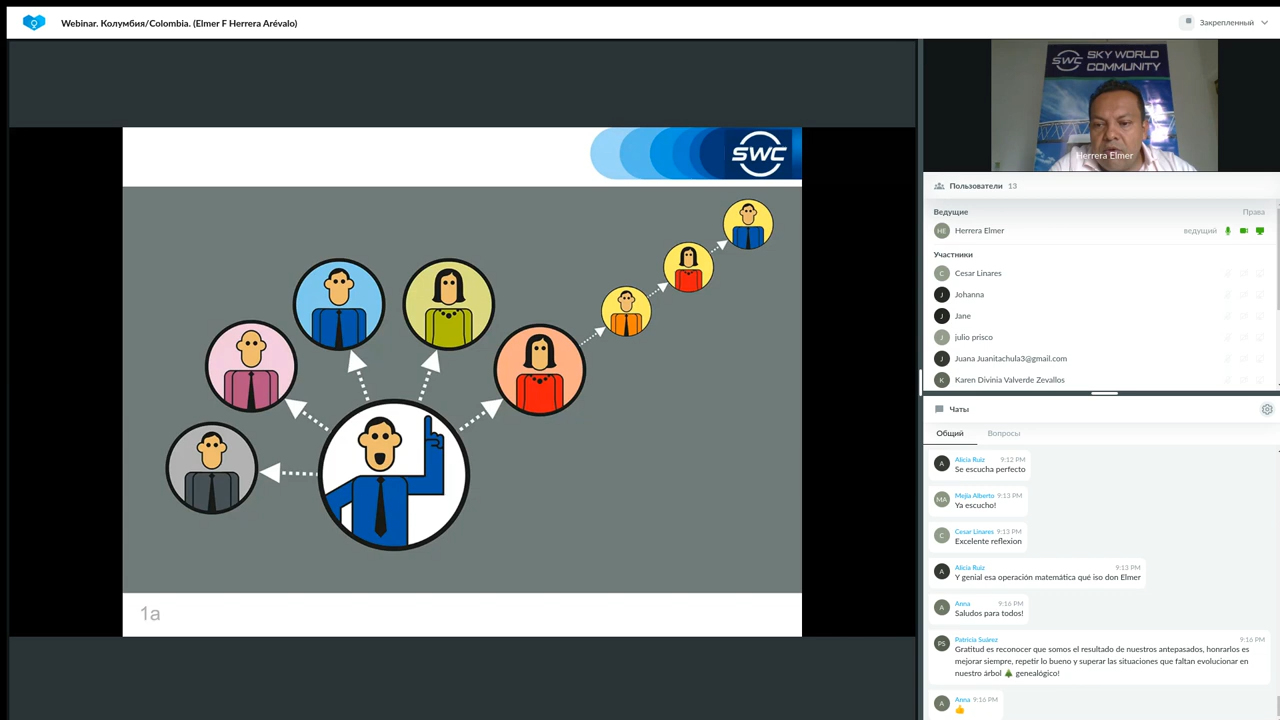 Webinar. Колумбия/Colombia. (Elmer F Herrera Arévalo)
Закрепленный
SWC
1a
SWC SKY WORLD
COMMUNITY
Herrera Elmer
Пользователи 13
Ведущие Права
HE Herrera Elmer ведущий
Участники
C Cesar Linares
J Johanna
J Jane
J julio prisco
J Juana Juanitachula3@gmail.com
K Karen Divinia Valverde Zevallos
Чаты
Общий Вопросы
A Alicia Ruiz 9:12 PM
Se escucha perfecto
MA Mejia Alberto 9:13 PM
Ya escucho!
C Cesar Linares 9:13 PM
Excelente reflexion
A Alicia Ruiz 9:13 PM
Y genial esa operación matemática qué iso don Elmer
A Anna 9:16 PM
Saludos para todos!
PS Patricia Suárez 9:16 PM
Gratitud es reconocer que somos el resultado de nuestros antepasados, honrarlos es
mejorar siempre, repetir lo bueno y superar las situaciones que faltan evolucionar en
nuestro árbol 🌲 genealógico!
A Anna 9:16 PM
👍